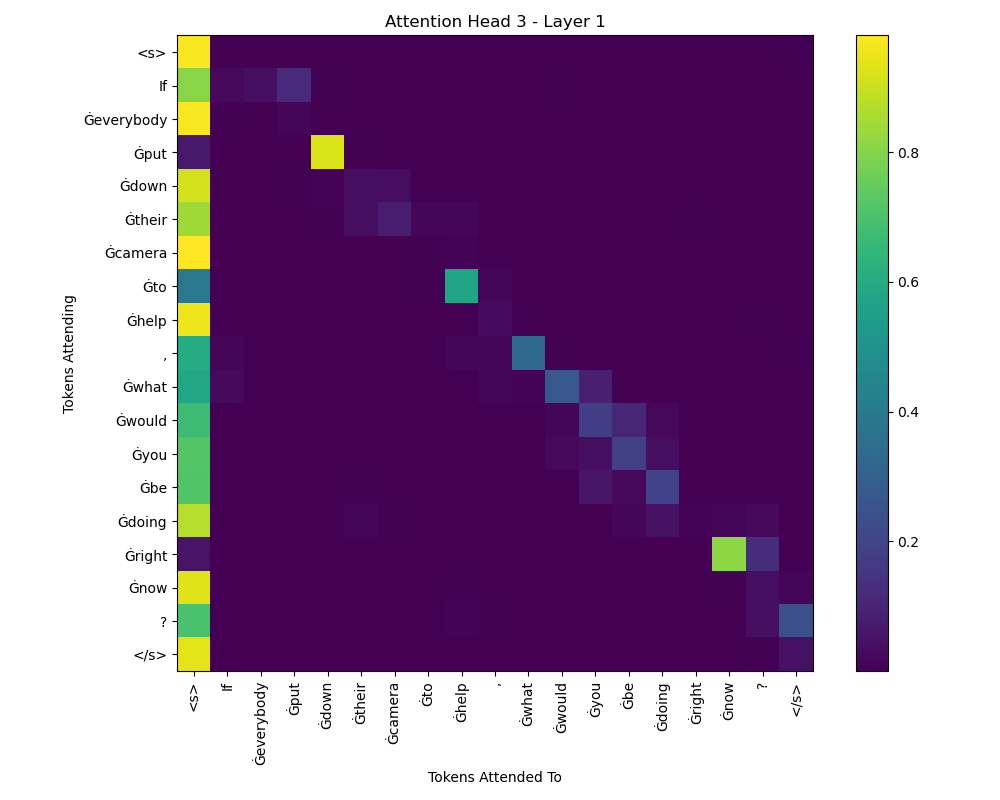 Attention Head 3 - Layer 1
Tokens Attending
<s>
If
Ġeverybody
Ġput
Ġdown
Ġtheir
Ġcamera
Ġto
Ġhelp
,
Ġwhat
Ġwould
Ġyou
Ġbe
Ġdoing
Ġright
Ġnow
?
</s>
<s>
If
Ġeverybody
Ġput
Ġdown
Ġtheir
Ġcamera
Ġto
Ġhelp
,
Ġwhat
Ġwould
Ġyou
Ġbe
Ġdoing
Ġright
Ġnow
?
</s>
Tokens Attended To
0.8
0.6
0.4
0.2